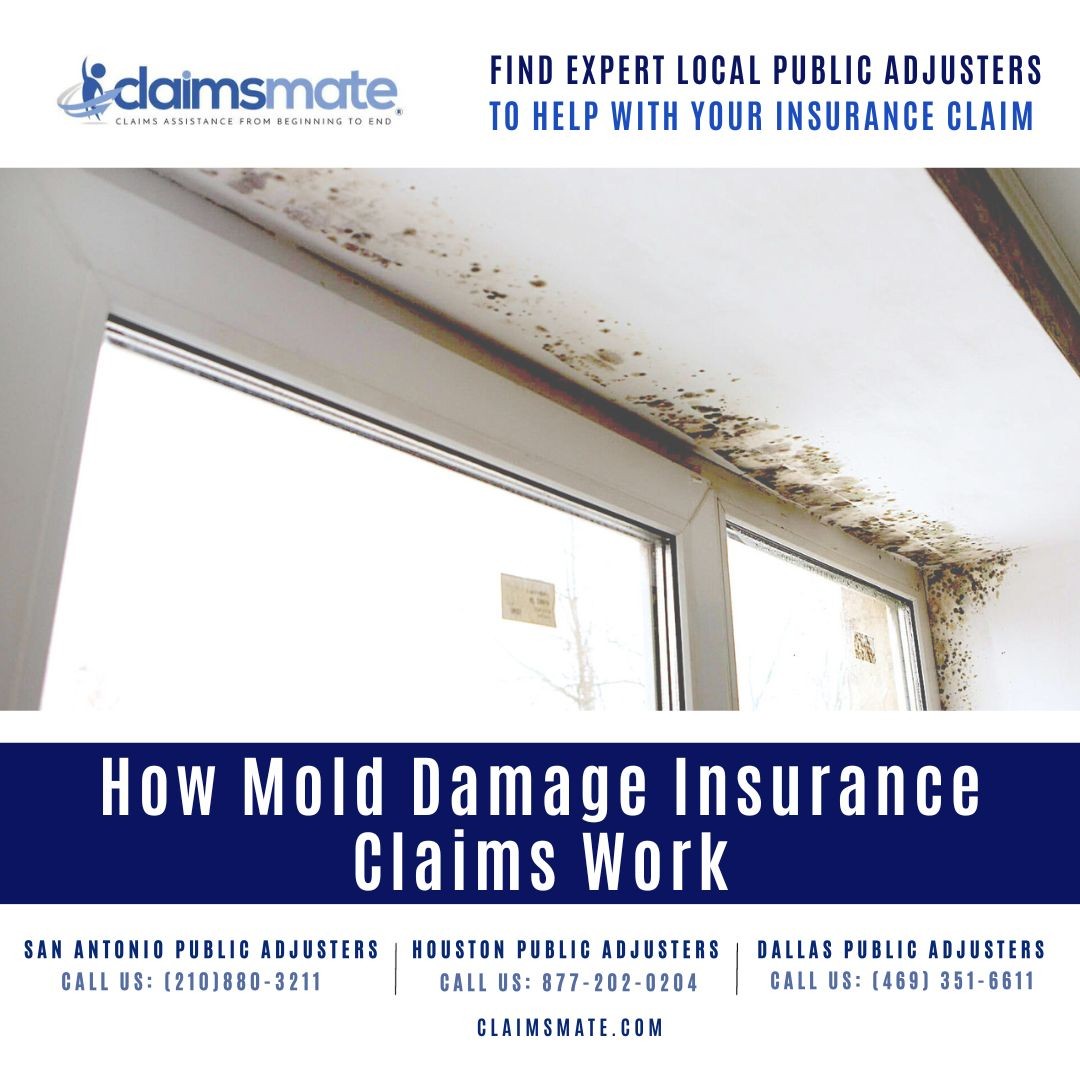 claimsmate®
CLAIMS ASSISTANCE FROM BEGINNING TO END
FIND EXPERT LOCAL PUBLIC ADJUSTERS
TO HELP WITH YOUR INSURANCE CLAIM
How Mold Damage Insurance
Claims Work
SAN ANTONIO PUBLIC ADJUSTERS
CALL US: (210)880-3211
HOUSTON PUBLIC ADJUSTERS
CALL US: 877-202-0204
DALLAS PUBLIC ADJUSTERS
CALL US: (469) 351-6611
CLAIMSMATE.COM